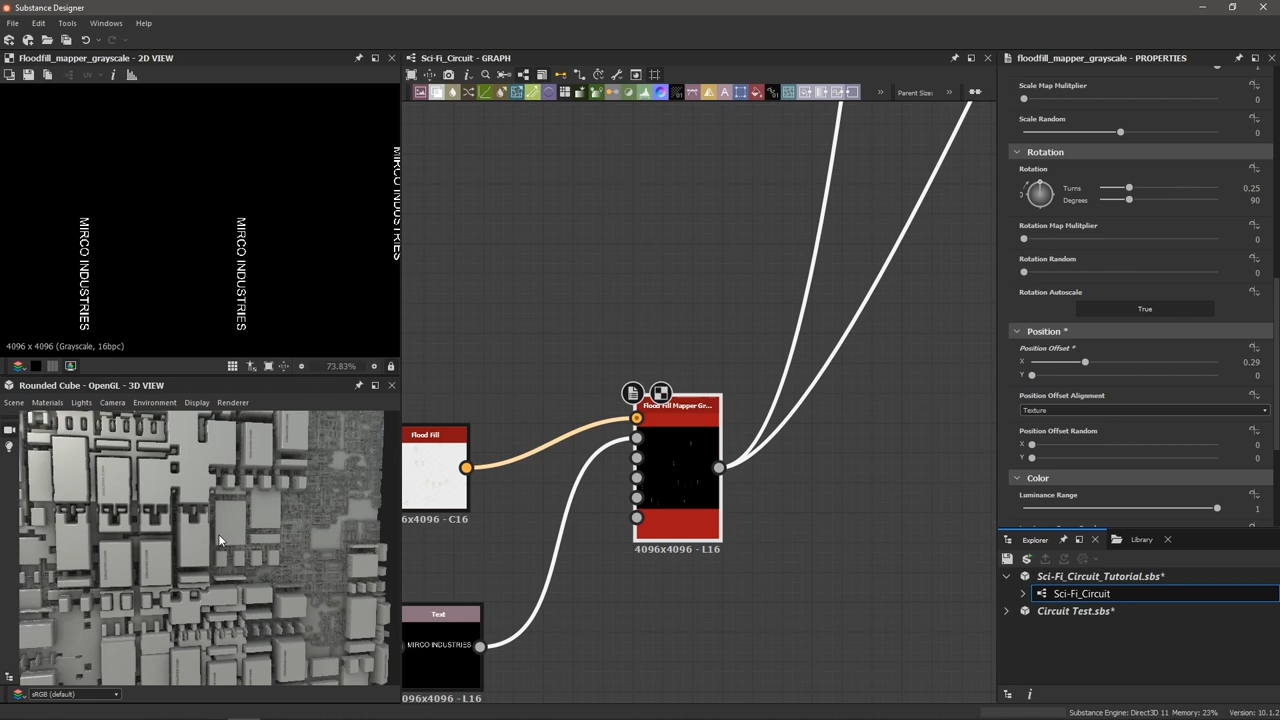 Substance Designer
File Edit Tools Windows Help
Floodfill_mapper_grayscale - 2D VIEW
UV
MIRCO INDUSTRIES
MIRCO INDUSTRIES
MIRCO INDUSTRIES
4096 x 4096 (Grayscale, 16bpc)
73.83%
Rounded Cube - OpenGL - 3D VIEW
Scene Materials Lights Camera Environment Display Renderer
sRGB (default)
Sci-Fi_Circuit - GRAPH
Parent Size:
Flood Fill
6x4096 - C16
Flood Fill Mapper Gr...
4096x4096 - L16
Text
MIRCO INDUSTRIES
096x4096 - L16
floodfill_mapper_grayscale - PROPERTIES
Scale Map Mulitplier
0
Scale Random
0
Rotation
Rotation
Turns 0.25
Degrees 90
Rotation Map Mulitplier
0
Rotation Random
0
Rotation Autoscale
True
Position *
Position Offset *
X 0.29
Y 0
Position Offset Alignment
Texture
Position Offset Random
X 0
Y 0
Color
Luminance Range
1
Explorer Library
Sci-Fi_Circuit_Tutorial.sbs*
Sci-Fi_Circuit
Circuit Test.sbs*
Substance Engine: Direct3D 11 Memory: 23% Version: 10.1.2